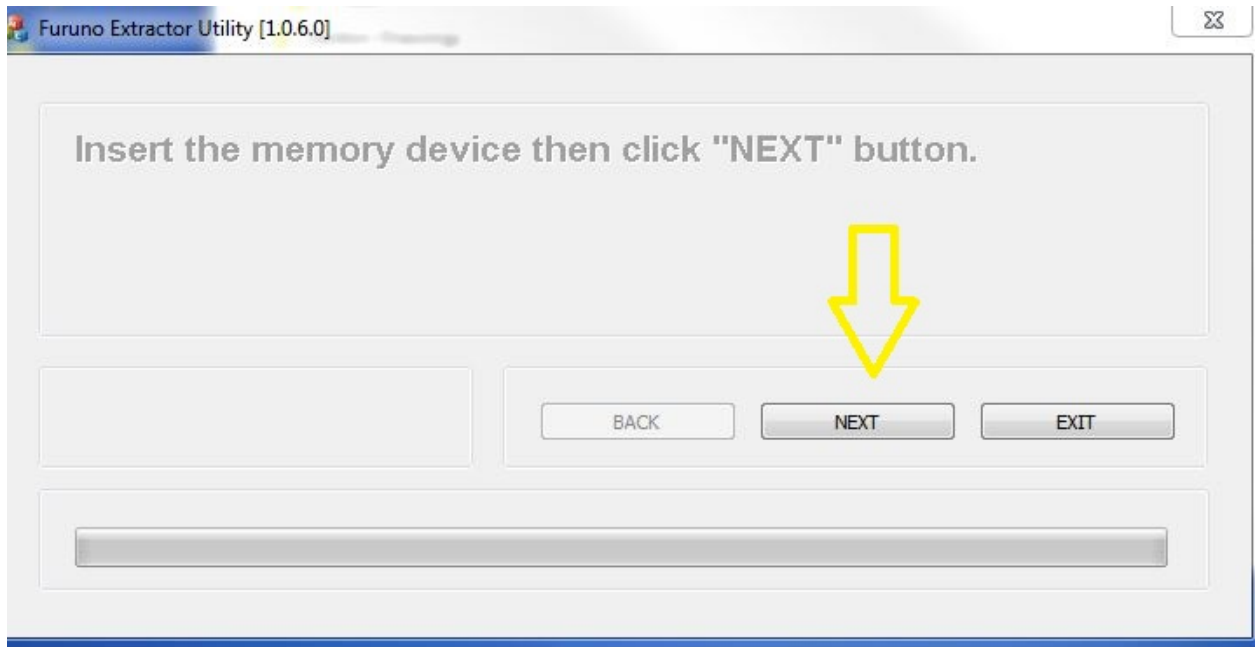 Furuno Extractor Utility [1.0.6.0]
Insert the memory device then click "NEXT" button.
BACK NEXT EXIT